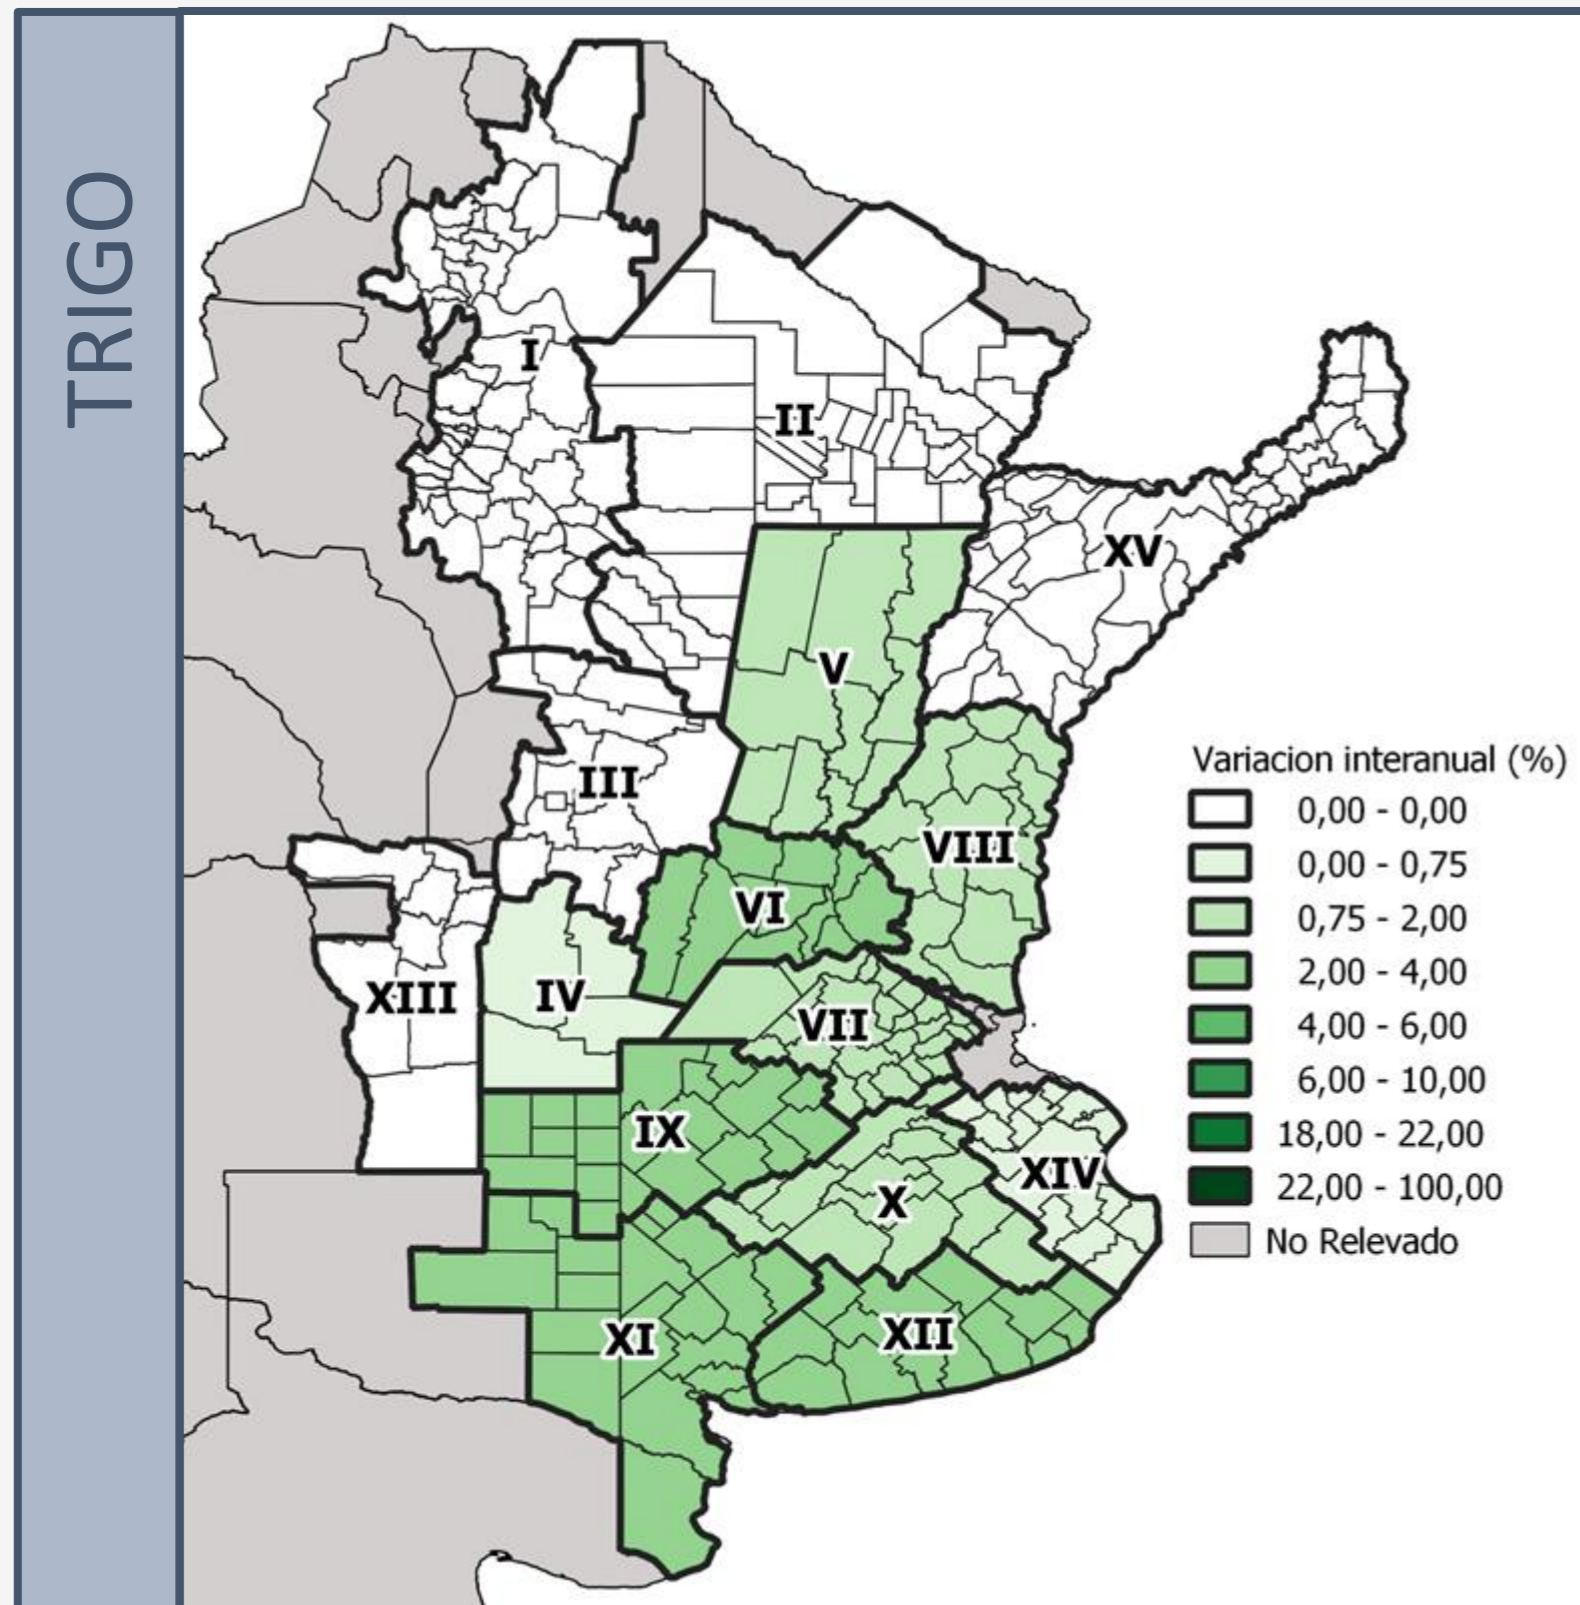 TRIGO
I
II
XV
V
III
VIII
VI
XIII
IV
VII
IX
XIV
X
XI
XII
Variacion interanual (%)
0,00 - 0,00
0,00 - 0,75
0,75 - 2,00
2,00 - 4,00
4,00 - 6,00
6,00 - 10,00
18,00 - 22,00
22,00 - 100,00
No Relevado